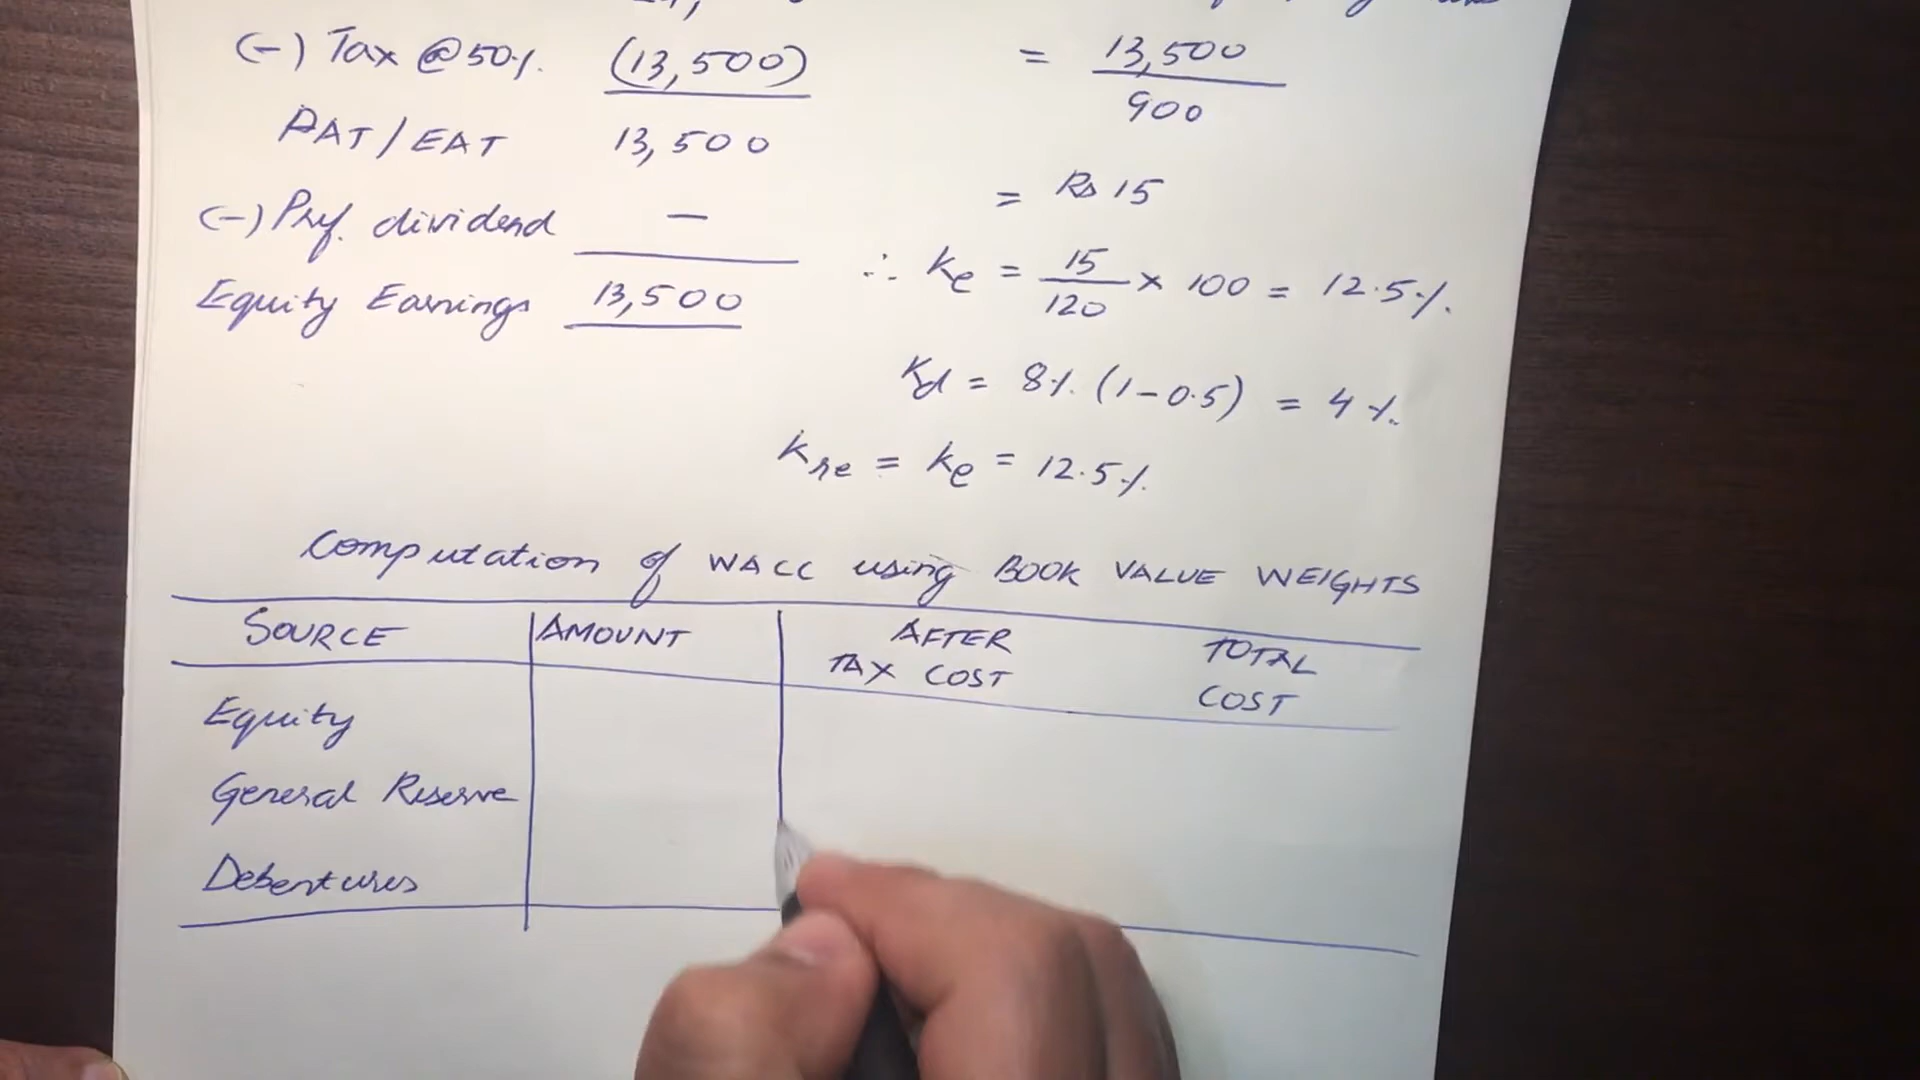 (-) Tax @ 50%. (13,500)
PAT/EAT 13,500
(-) Prf. dividend —
Equity Earnings 13,500
= 13,500
900
= Rs 15
∴ Ke = 15/120 × 100 = 12.5%.
Kd = 8%. (1-0.5) = 4%.
Kre = Ke = 12.5%.
Computation of WACC using BOOK VALUE WEIGHTS
SOURCE AMOUNT AFTER TAX COST TOTAL COST
Equity
General Reserve
Debentures